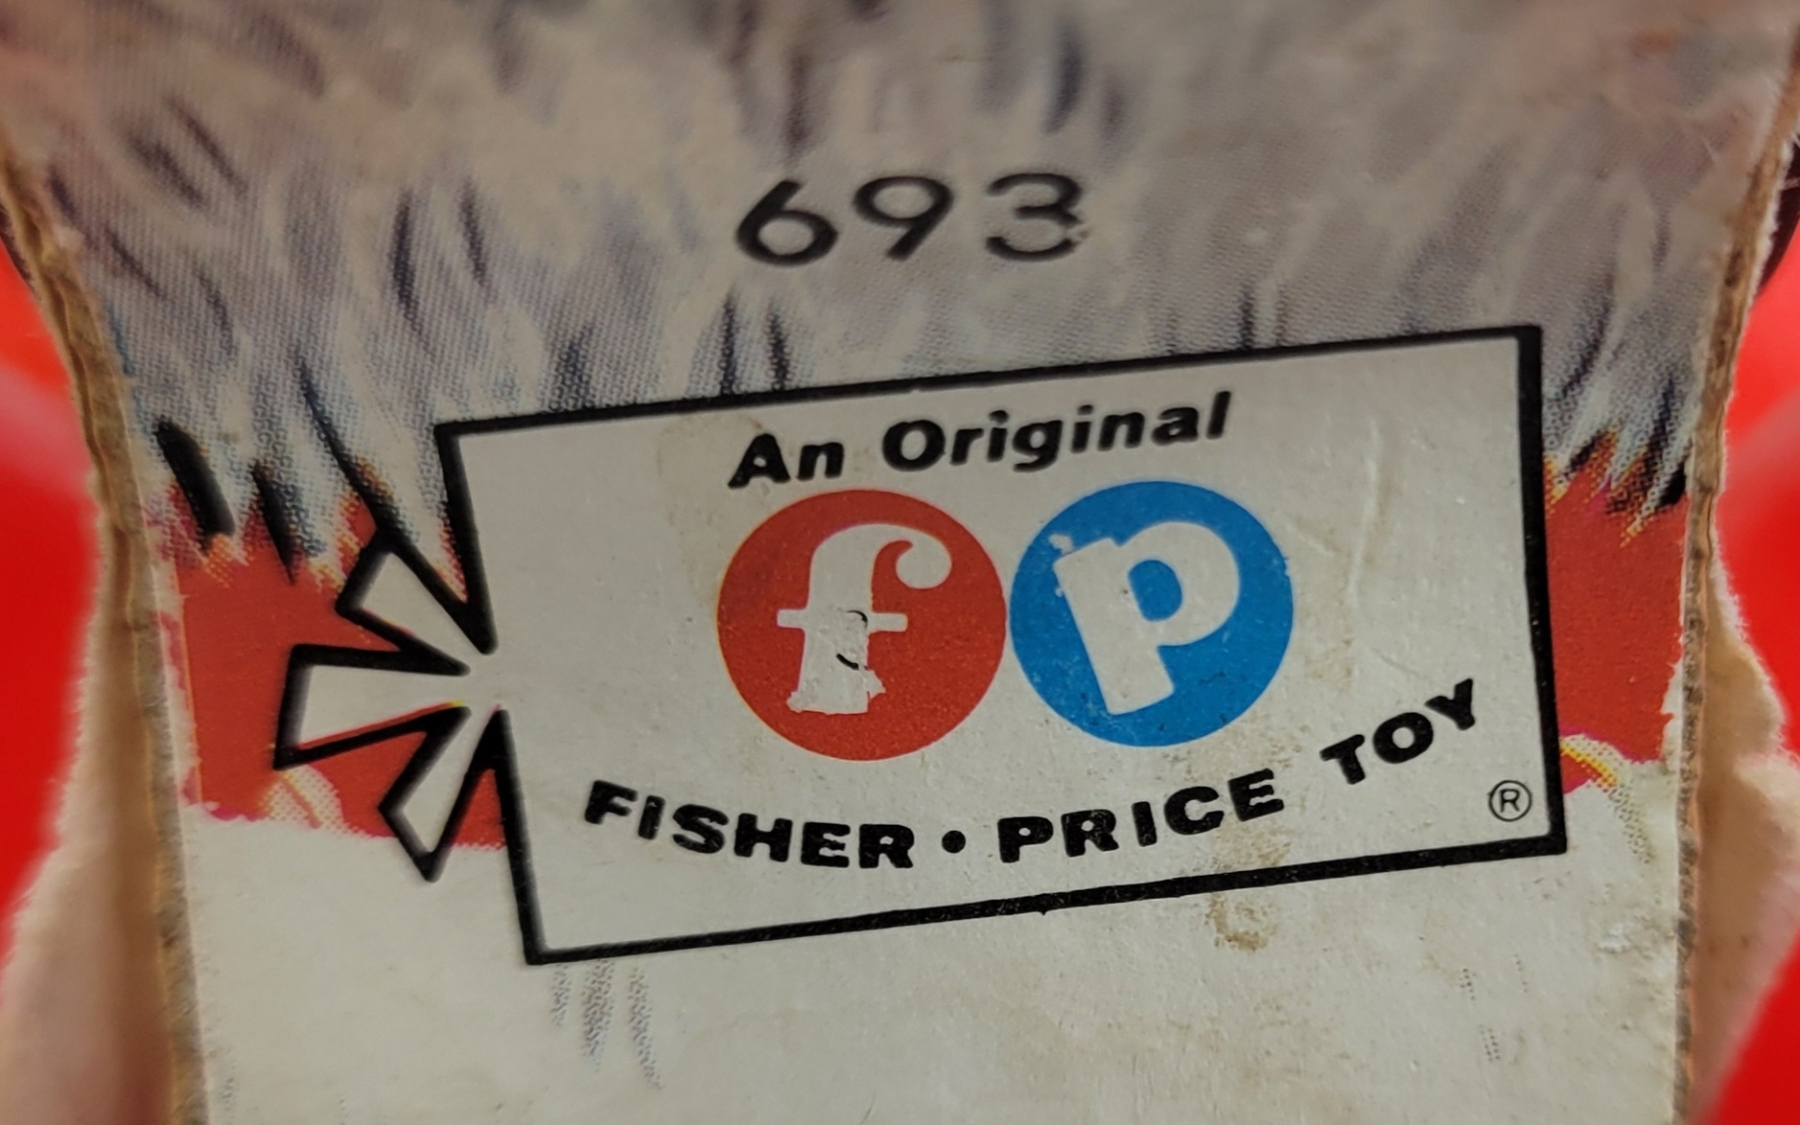 693
An Original
fp
FISHER • PRICE TOY
®